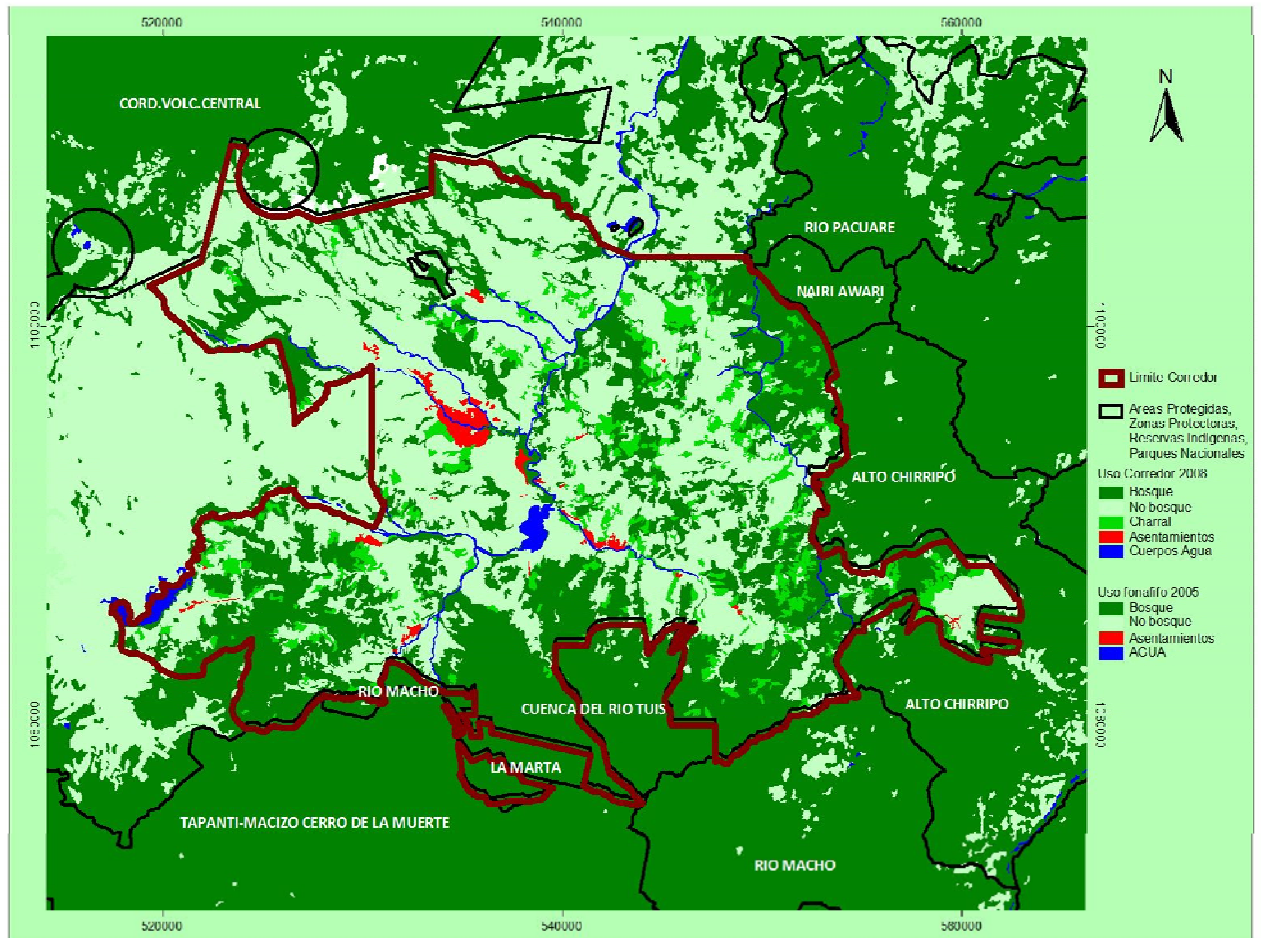 520000
540000
560000
N
CORD.VOLC.CENTRAL
RIO PACUARE
NAIRI AWARI
Limite Corredor
Areas Protegidas,
Zonas Protectoras,
Reservas Indigenas,
Parques Nacionales
ALTO CHIRRIPO
Uso Corredor 2008
Bosque
No bosque
Charral
Asentamientos
Cuerpos Agua
Uso fonafifo 2005
Bosque
No bosque
Asentamientos
AGUA
RIO MACHO
CUENCA DEL RIO TUIS
ALTO CHIRRIPO
LA MARTA
TAPANTI-MACIZO CERRO DE LA MUERTE
RIO MACHO
520000
540000
560000